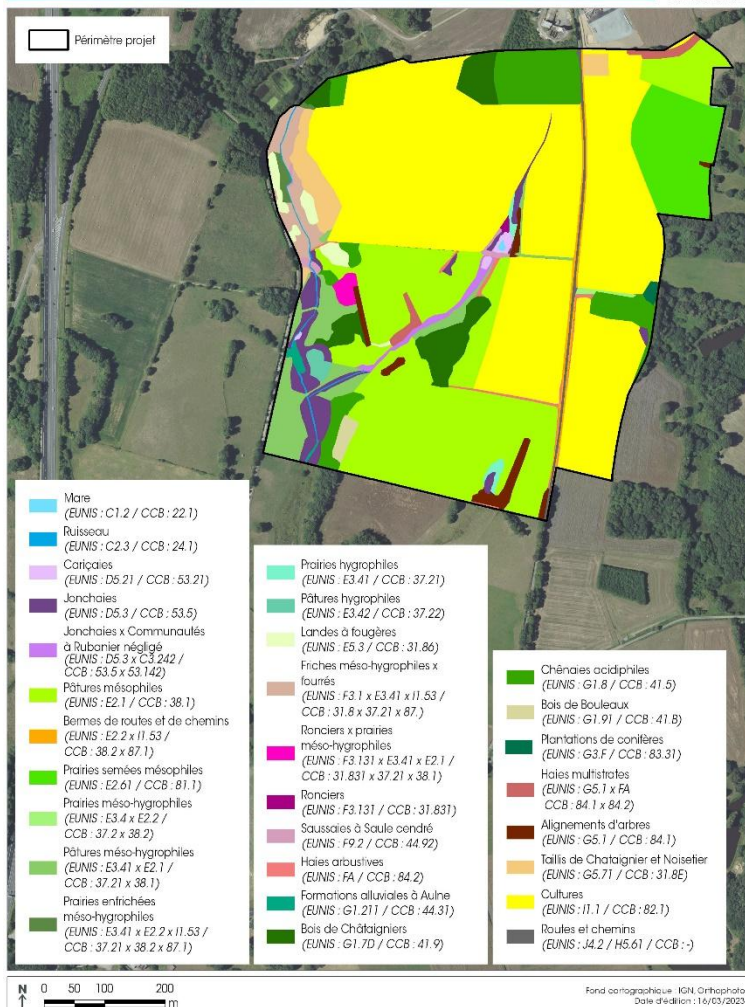 Périmètre projet
Mare
(EUNIS : C1.2 / CCB : 22.1)
Ruisseau
(EUNIS : C2.3 / CCB : 24.1)
Cariçaies
(EUNIS : D5.21 / CCB : 53.21)
Jonchaies
(EUNIS : D5.3 / CCB : 53.5)
Jonchaies x Communautés
à Rubanier négligé
(EUNIS : D5.3 x C3.242 /
CCB : 53.5 x 53.142)
Pâtures mésophiles
(EUNIS : E2.1 / CCB : 38.1)
Bermes de routes et de chemins
(EUNIS : E2.2 x I1.53 /
CCB : 38.2 x 87.1)
Prairies semées mésophiles
(EUNIS : E2.61 / CCB : 81.1)
Prairies méso-hygrophiles
(EUNIS : E3.4 x E2.2 /
CCB : 37.2 x 38.2)
Pâtures méso-hygrophiles
(EUNIS : E3.41 x E2.1 /
CCB : 37.21 x 38.1)
Prairies enfrichées
méso-hygrophiles
(EUNIS : E3.41 x E2.2 x I1.53 /
CCB : 37.21 x 38.2 x 87.1)
Prairies hygrophiles
(EUNIS : E3.41 / CCB : 37.21)
Pâtures hygrophiles
(EUNIS : E3.42 / CCB : 37.22)
Landes à fougères
(EUNIS : E5.3 / CCB : 31.86)
Friches méso-hygrophiles x
fourrés
(EUNIS : F3.1 x E3.41 x I1.53 /
CCB : 31.8 x 37.21 x 87.)
Ronciers x prairies
méso-hygrophiles
(EUNIS : F3.131 x E3.41 x E2.1 /
CCB : 31.831 x 37.21 x 38.1)
Ronciers
(EUNIS : F3.131 / CCB : 31.831)
Saussaies à Saule cendré
(EUNIS : F9.2 / CCB : 44.92)
Haies arbustives
(EUNIS : FA / CCB : 84.2)
Formations alluviales à Aulne
(EUNIS : G1.211 / CCB : 44.31)
Bois de Châtaigniers
(EUNIS : G1.7D / CCB : 41.9)
Chênaies acidiphiles
(EUNIS : G1.8 / CCB : 41.5)
Bois de Bouleaux
(EUNIS : G1.91 / CCB : 41.B)
Plantations de conifères
(EUNIS : G3.F / CCB : 83.31)
Haies multistrates
(EUNIS : G5.1 x FA
CCB : 84.1 x 84.2)
Alignements d'arbres
(EUNIS : G5.1 / CCB : 84.1)
Taillis de Chataignier et Noisetier
(EUNIS : G5.71 / CCB : 31.8E)
Cultures
(EUNIS : I1.1 / CCB : 82.1)
Routes et chemins
(EUNIS : J4.2 / H5.61 / CCB : -)
N
0 50 100 200
m
Fond cartographique : IGN, Orthophoto
Date d'édition : 16/03/2023